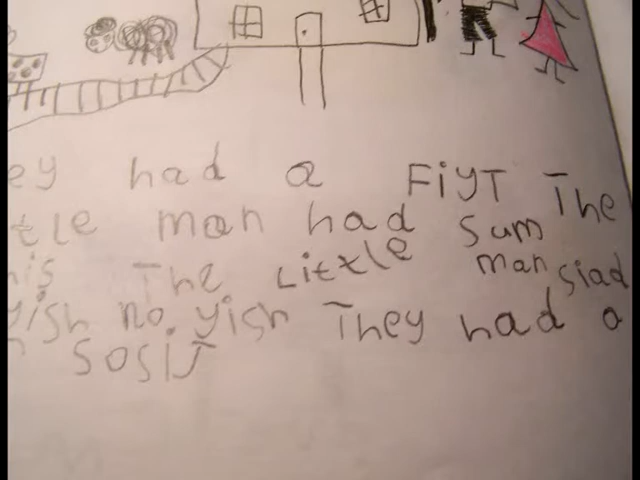 ey had a FiyT The
tle man had sum
is The Little man siad
yish no yish They had a
sosiJ